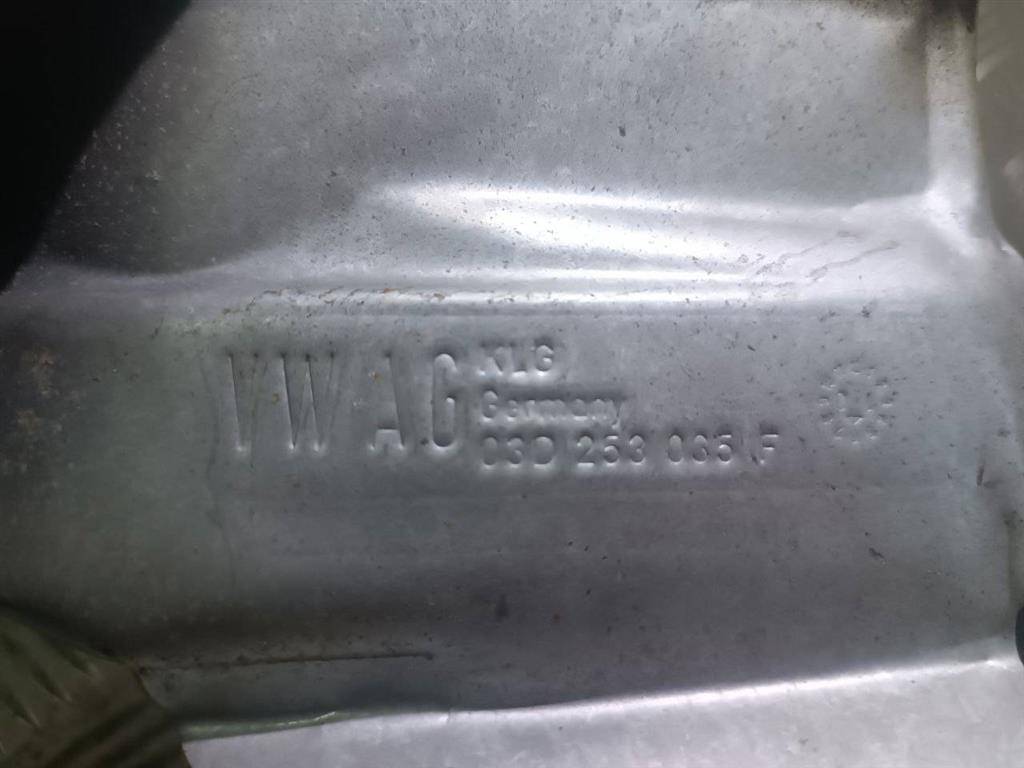 VW AG
KLG
Germany
03D 253 065 F